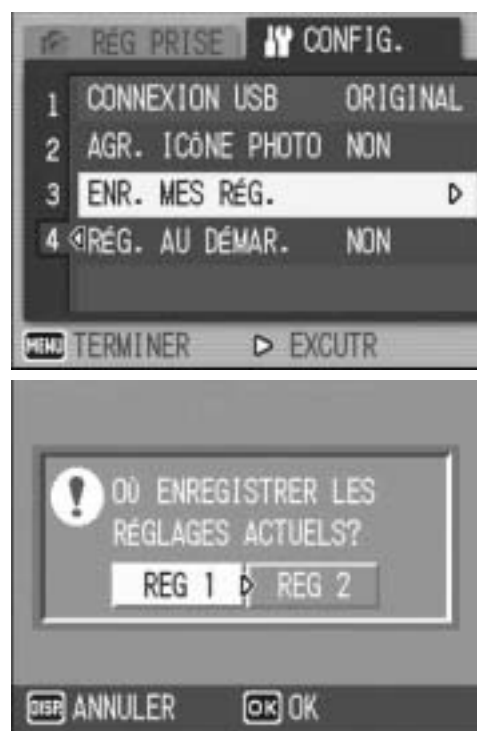 RÉG PRISE CONFIG.
1 CONNEXION USB ORIGINAL
2 AGR. ICôNE PHOTO NON
3 ENR. MES RÉG.
4 RÉG. AU DÉMAR. NON
MENU TERMINER EXCUTR
! OÙ ENREGISTRER LES
RÉGLAGES ACTUELS?
REG 1 REG 2
DISP. ANNULER OK OK